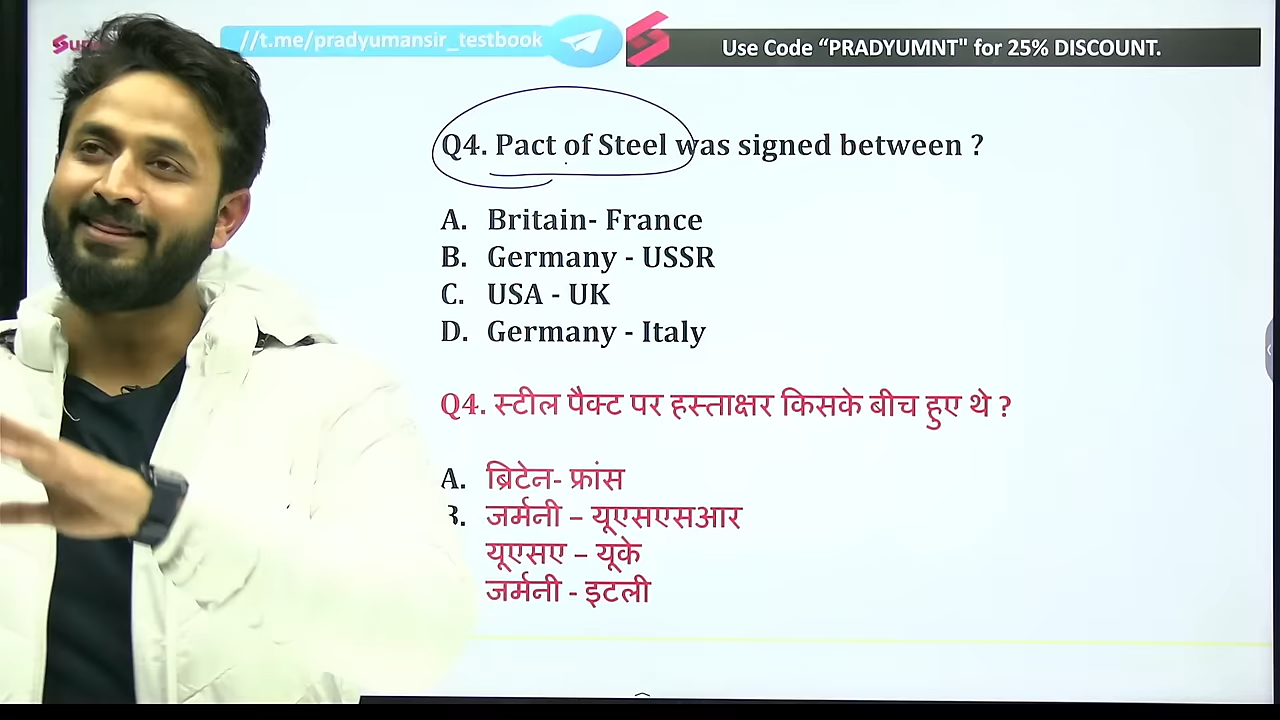 //t.me/pradyumansir_testbook
Use Code “PRADYUMNT" for 25% DISCOUNT.
Q4. Pact of Steel was signed between ?
A. Britain- France
B. Germany - USSR
C. USA - UK
D. Germany - Italy
Q4. स्टील पैक्ट पर हस्ताक्षर किसके बीच हुए थे ?
A. ब्रिटेन- फ्रांस
B. जर्मनी – यूएसएसआर
यूएसए – यूके
जर्मनी - इटली